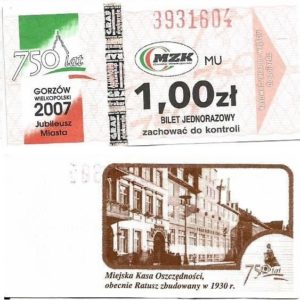 3931604
750 lat
GORZÓW
WIELKOPOLSKI
2007
Jubileusz
Miasta
MZK
MU
1,00zł
BILET JEDNORAZOWY
zachować do kontroli
750 lat
Miejska Kasa Oszczędności,
obecnie Ratusz zbudowany w 1930 r.